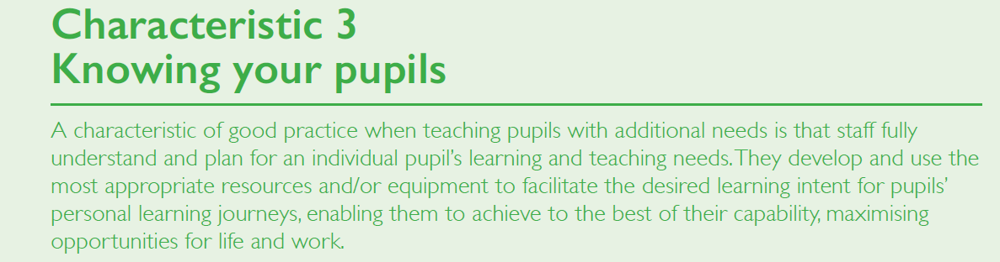 Characteristic 3
Knowing your pupils
A characteristic of good practice when teaching pupils with additional needs is that staff fully
understand and plan for an individual pupil's learning and teaching needs. They develop and use the
most appropriate resources and/or equipment to facilitate the desired learning intent for pupils'
personal learning journeys, enabling them to achieve to the best of their capability, maximising
opportunities for life and work.